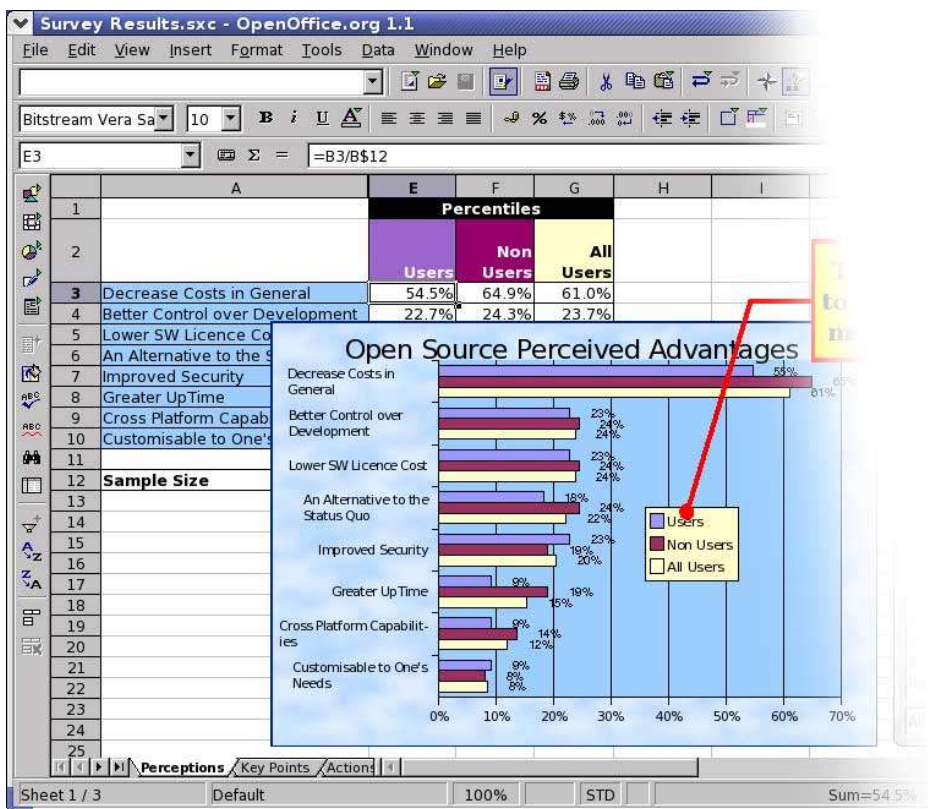 Survey Results.sxc - OpenOffice.org 1.1
File Edit View Insert Format Tools Data Window Help
Bitstream Vera Sa 10 B i U A
E3 Σ = =B3/B$12
A E F G H I
1 Percentiles
2 Users Non Users All Users
3 Decrease Costs in General 54.5% 64.9% 61.0%
4 Better Control over Development 22.7% 24.3% 23.7%
5 Lower SW Licence Co
6 An Alternative to the S
7 Improved Security
8 Greater UpTime
9 Cross Platform Capab
10 Customisable to One's
11
12 Sample Size
13
14
15
16
17
18
19
20
21
22
23
24
25
Open Source Perceived Advantages
Decrease Costs in General
55%
65%
61%
Better Control over Development
23%
24%
24%
Lower SW Licence Cost
23%
24%
24%
An Alternative to the Status Quo
18%
24%
22%
Improved Security
23%
19%
20%
Greater UpTime
9%
19%
15%
Cross Platform Capabilit-
ies
9%
14%
12%
Customisable to One's Needs
9%
8%
8%
0% 10% 20% 30% 40% 50% 60% 70%
Users
Non Users
All Users
to
Perceptions Key Points Actions
Sheet 1 / 3 Default 100% STD Sum=54.5%